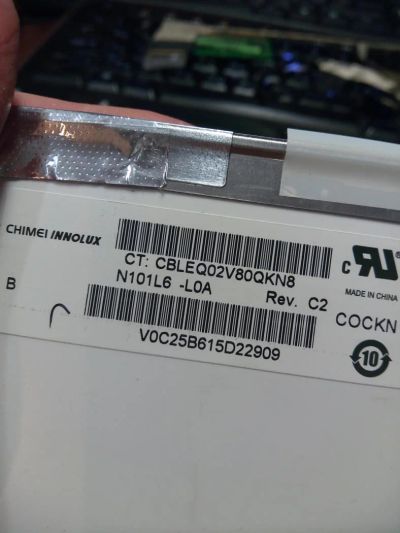 CHIMEI INNOLUX
CT: CBLEQ02V80QKN8
N101L6 -L0A Rev. C2
MADE IN CHINA
B
COCKN
V0C25B615D22909
10